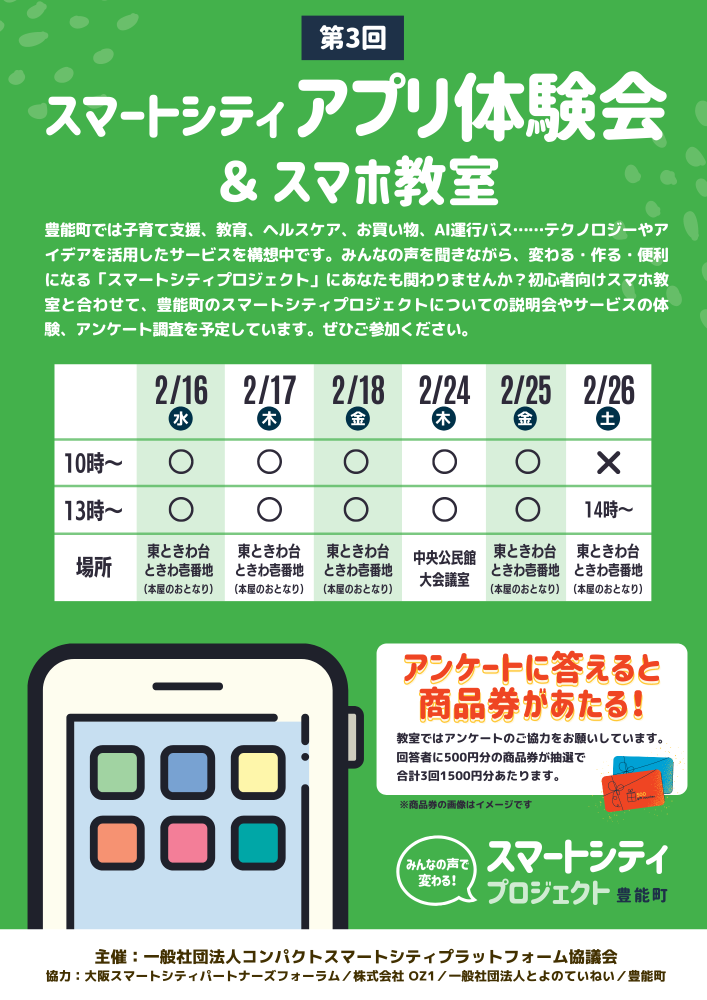 第3回
スマートシティアプリ体験会
& スマホ教室
豊能町では子育て支援、教育、ヘルスケア、お買い物、AI運行バス……テクノロジーやア
イデアを活用したサービスを構想中です。みんなの声を聞きながら、変わる・作る・便利
になる「スマートシティプロジェクト」にあなたも関わりませんか？初心者向けスマホ教
室と合わせて、豊能町のスマートシティプロジェクトについての説明会やサービスの体
験、アンケート調査を予定しています。ぜひご参加ください。
2/16 2/17 2/18 2/24 2/25 2/26
水 木 金 木 金 土
10時〜 ○ ○ ○ ○ ○ ×
13時〜 ○ ○ ○ ○ ○ 14時〜
場所
東ときわ台
ときわ壱番地
（本屋のおとなり）
東ときわ台
ときわ壱番地
（本屋のおとなり）
東ときわ台
ときわ壱番地
（本屋のおとなり）
中央公民館
大会議室
東ときわ台
ときわ壱番地
（本屋のおとなり）
東ときわ台
ときわ壱番地
（本屋のおとなり）
アンケートに答えると
商品券があたる！
教室ではアンケートのご協力をお願いしています。
回答者に500円分の商品券が抽選で
合計3回1500円分あたります。
500
gift voucher
※商品券の画像はイメージです
みんなの声で
変わる！
スマートシティ
プロジェクト 豊能町
主催：一般社団法人コンパクトスマートシティプラットフォーム協議会
協力：大阪スマートシティパートナーズフォーラム／株式会社 OZ1／一般社団法人とよのていねい／豊能町